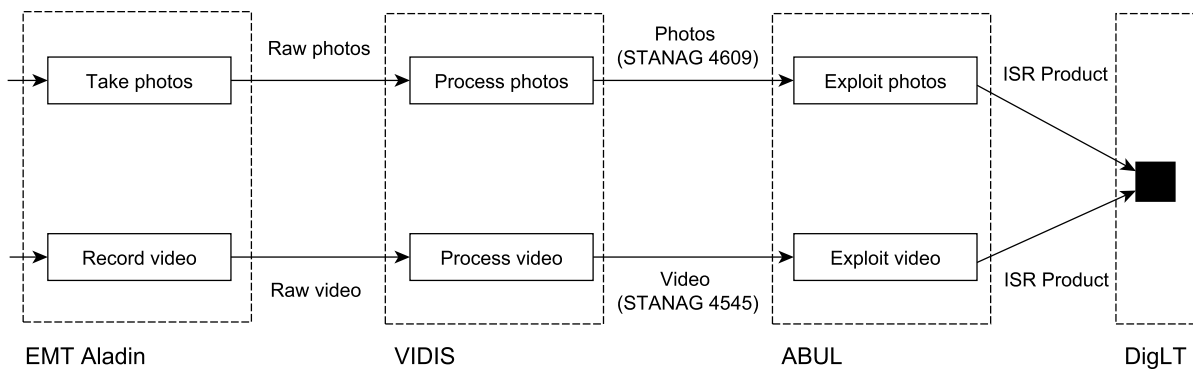 Raw photos
Photos
(STANAG 4609)
ISR Product
Take photos
Process photos
Exploit photos
Record video
Process video
Exploit video
Raw video
Video
(STANAG 4545)
ISR Product
EMT Aladin
VIDIS
ABUL
DigLT